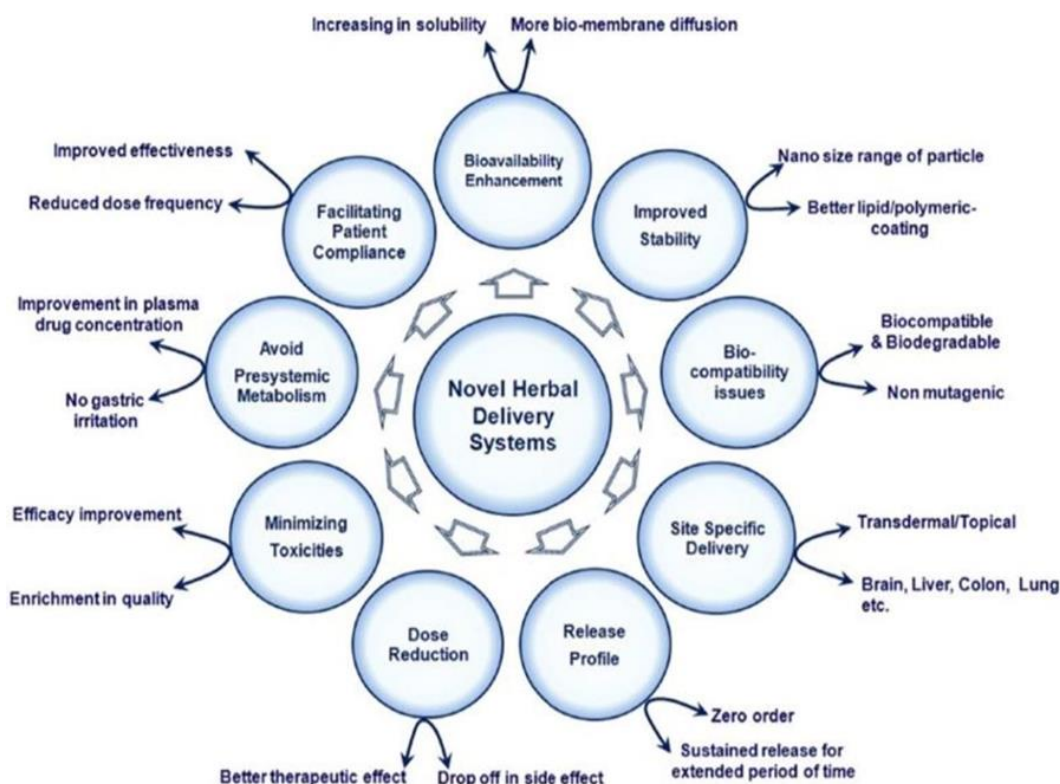 Increasing in solubility
More bio-membrane diffusion
Bioavailability
Enhancement
Improved effectiveness
Reduced dose frequency
Facilitating
Patient
Compliance
Improved
Stability
Nano size range of particle
Better lipid/polymeric-
coating
Improvement in plasma
drug concentration
No gastric
irritation
Avoid
Presystemic
Metabolism
Novel Herbal
Delivery
Systems
Bio-
compatibility
issues
Biocompatible
& Biodegradable
Non mutagenic
Efficacy improvement
Enrichment in quality
Minimizing
Toxicities
Site Specific
Delivery
Transdermal/Topical
Brain, Liver, Colon, Lung
etc.
Dose
Reduction
Release
Profile
Better therapeutic effect
Drop off in side effect
Zero order
Sustained release for
extended period of time